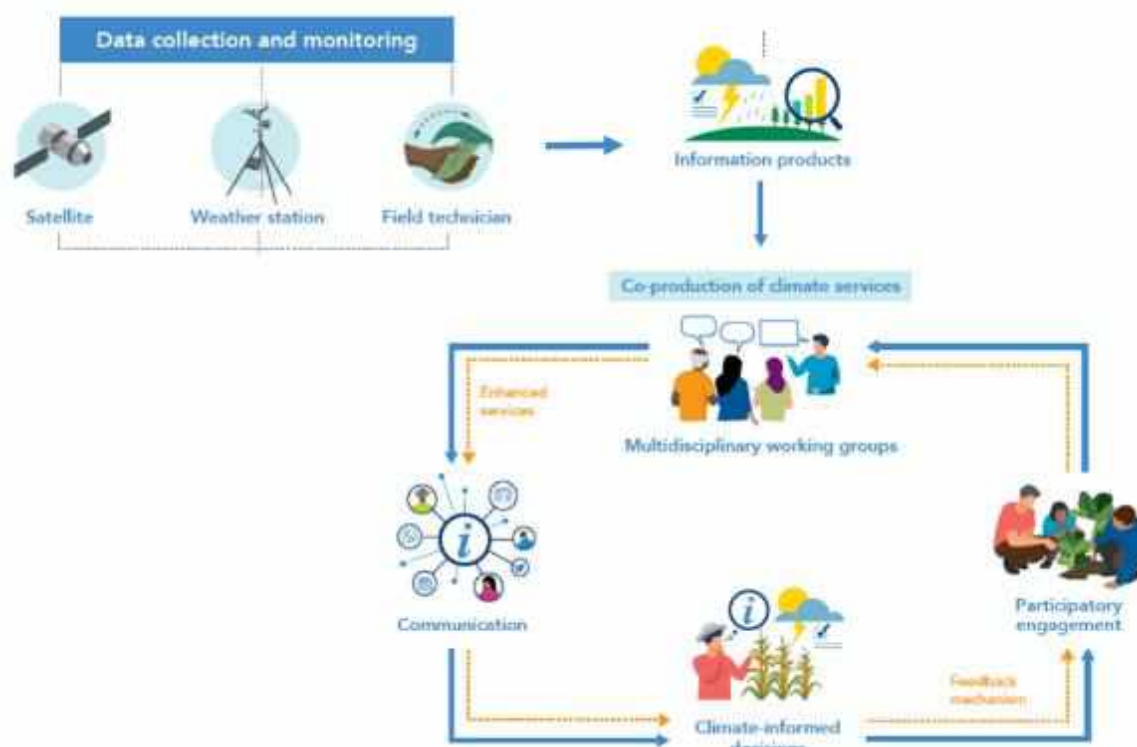 Data collection and monitoring
Satellite
Weather station
Field technician
Information products
Co-production of climate services
Enhanced
services
Multidisciplinary working groups
Communication
Participatory
engagement
Feedback
mechanism
Climate-informed
decisions